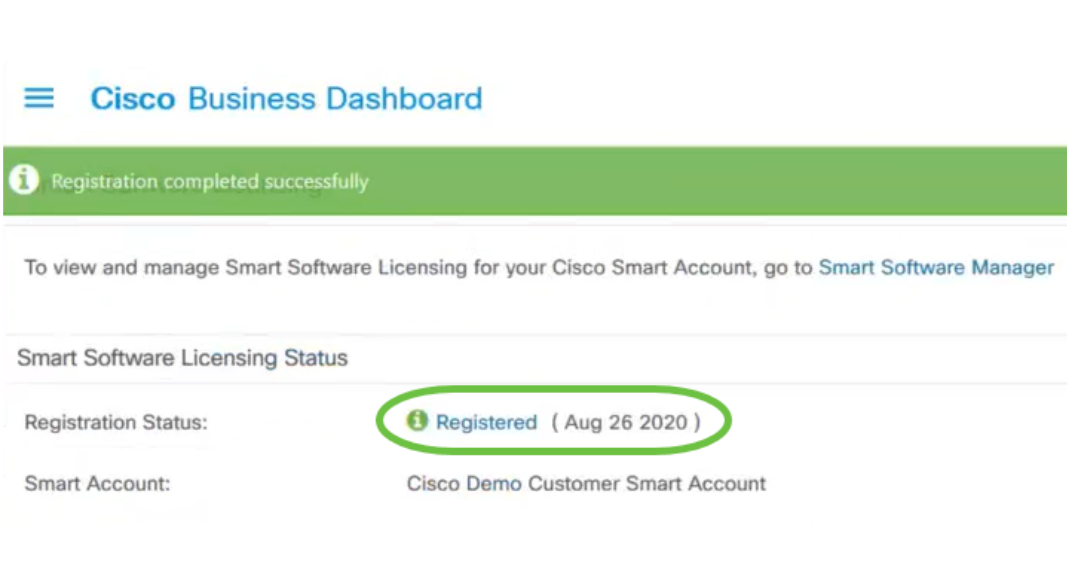 Cisco Business Dashboard
Registration completed successfully
To view and manage Smart Software Licensing for your Cisco Smart Account, go to Smart Software Manager
Smart Software Licensing Status
Registration Status: Registered ( Aug 26 2020 )
Smart Account: Cisco Demo Customer Smart Account